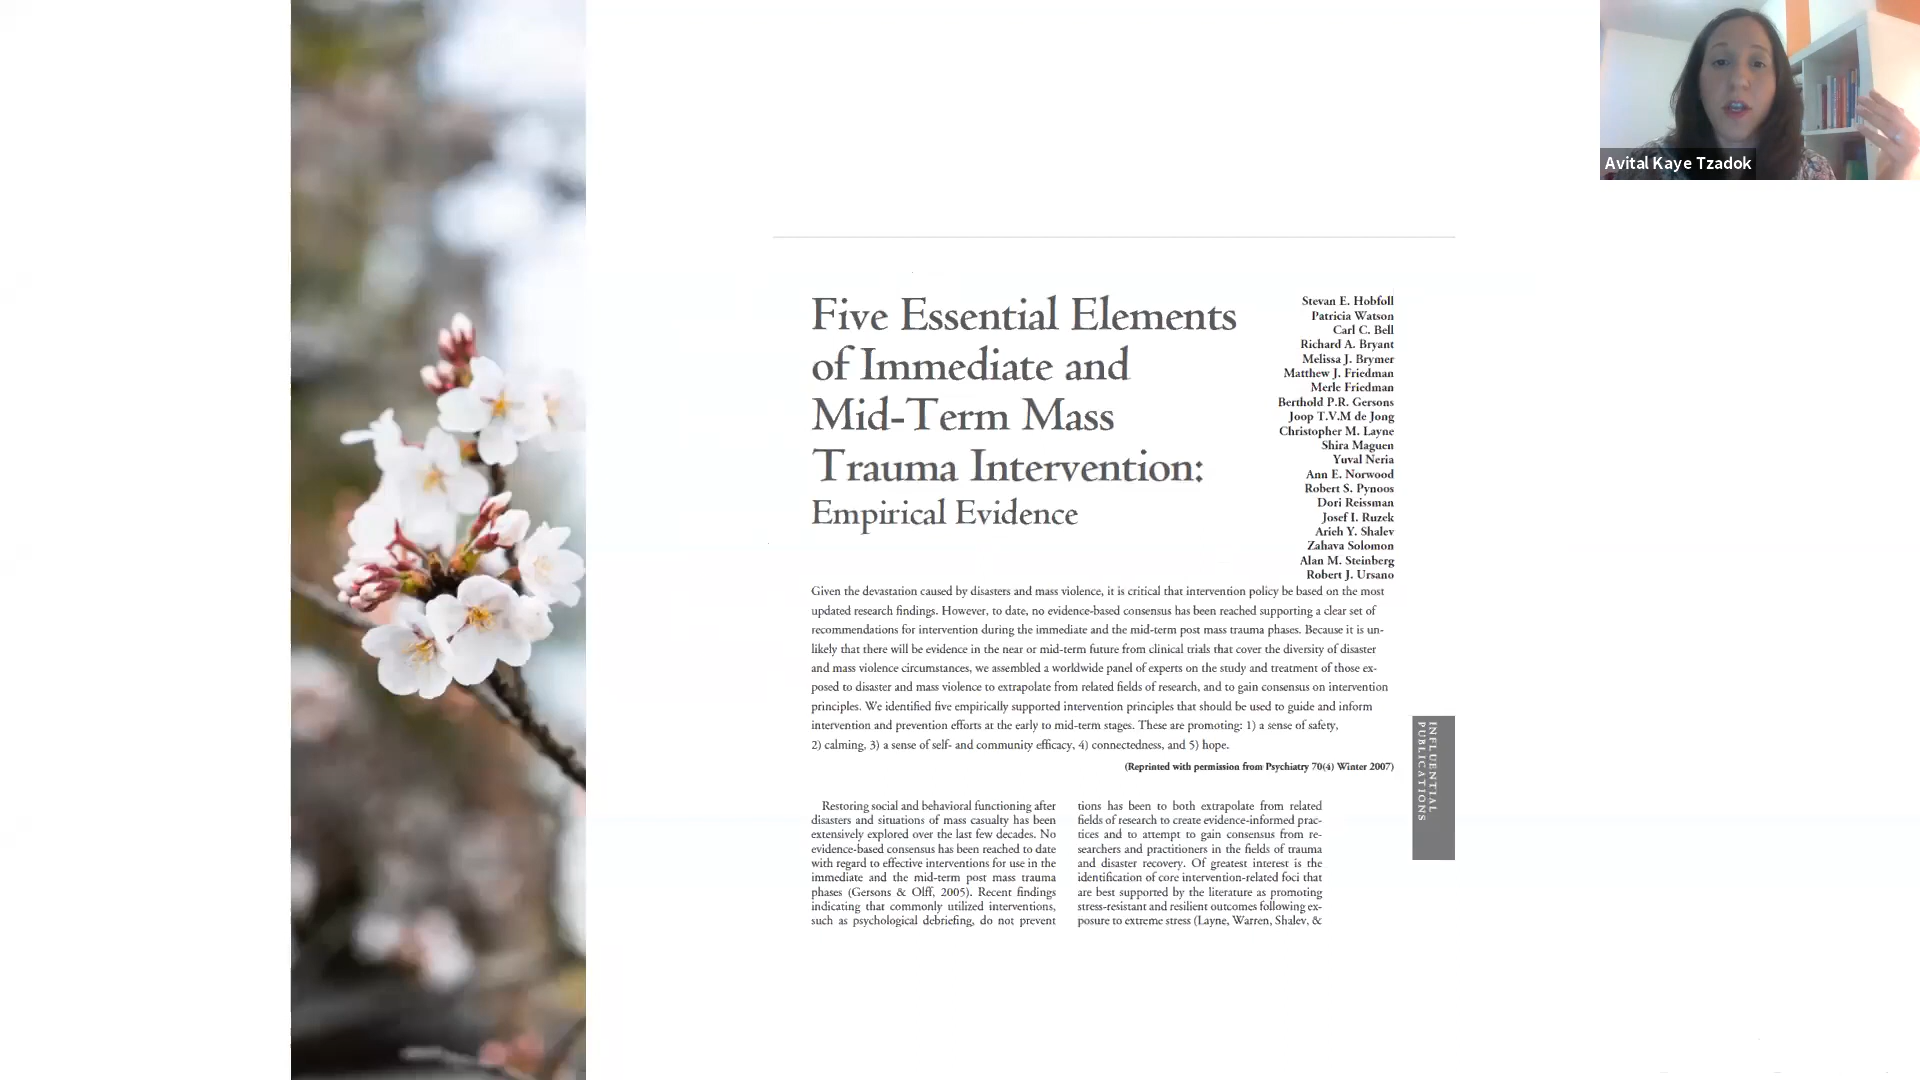 Avital Kaye Tzadok
Five Essential Elements
of Immediate and
Mid-Term Mass
Trauma Intervention:
Empirical Evidence
Stevan E. Hobfoll
Patricia Watson
Carl C. Bell
Richard A. Bryant
Melissa J. Brymer
Matthew J. Friedman
Merle Friedman
Berthold P.R. Gersons
Joop T.V.M de Jong
Christopher M. Layne
Shira Maguen
Yuval Neria
Ann E. Norwood
Robert S. Pynoos
Dori Reissman
Josef I. Ruzek
Arieh Y. Shalev
Zahava Solomon
Alan M. Steinberg
Robert J. Ursano
Given the devastation caused by disasters and mass violence, it is critical that intervention policy be based on the most
updated research findings. However, to date, no evidence-based consensus has been reached supporting a clear set of
recommendations for intervention during the immediate and the mid-term post mass trauma phases. Because it is un-
likely that there will be evidence in the near or mid-term future from clinical trials that cover the diversity of disaster
and mass violence circumstances, we assembled a worldwide panel of experts on the study and treatment of those ex-
posed to disaster and mass violence to extrapolate from related fields of research, and to gain consensus on intervention
principles. We identified five empirically supported intervention principles that should be used to guide and inform
intervention and prevention efforts at the early to mid-term stages. These are promoting: 1) a sense of safety,
2) calming, 3) a sense of self- and community efficacy, 4) connectedness, and 5) hope.
(Reprinted with permission from Psychiatry 70(4) Winter 2007)
Restoring social and behavioral functioning after
disasters and situations of mass casualty has been
extensively explored over the last few decades. No
evidence-based consensus has been reached to date
with regard to effective interventions for use in the
immediate and the mid-term post mass trauma
phases (Gersons & Olff, 2005). Recent findings
indicating that commonly utilized interventions,
such as psychological debriefing, do not prevent
tions has been to both extrapolate from related
fields of research to create evidence-informed prac-
tices and to attempt to gain consensus from re-
searchers and practitioners in the fields of trauma
and disaster recovery. Of greatest interest is the
identification of core intervention-related foci that
are best supported by the literature as promoting
stress-resistant and resilient outcomes following ex-
posure to extreme stress (Layne, Warren, Shalev, &
INFLUENTIAL
PUBLICATIONS